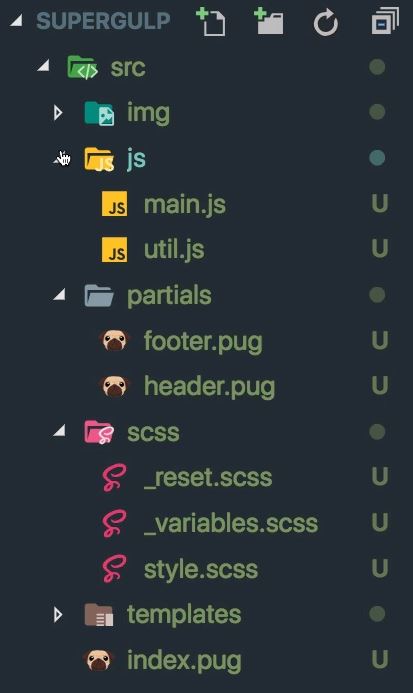 SUPERGULP
src
img
js
main.js U
util.js U
partials
footer.pug U
header.pug U
scss
_reset.scss U
_variables.scss U
style.scss U
templates
index.pug U